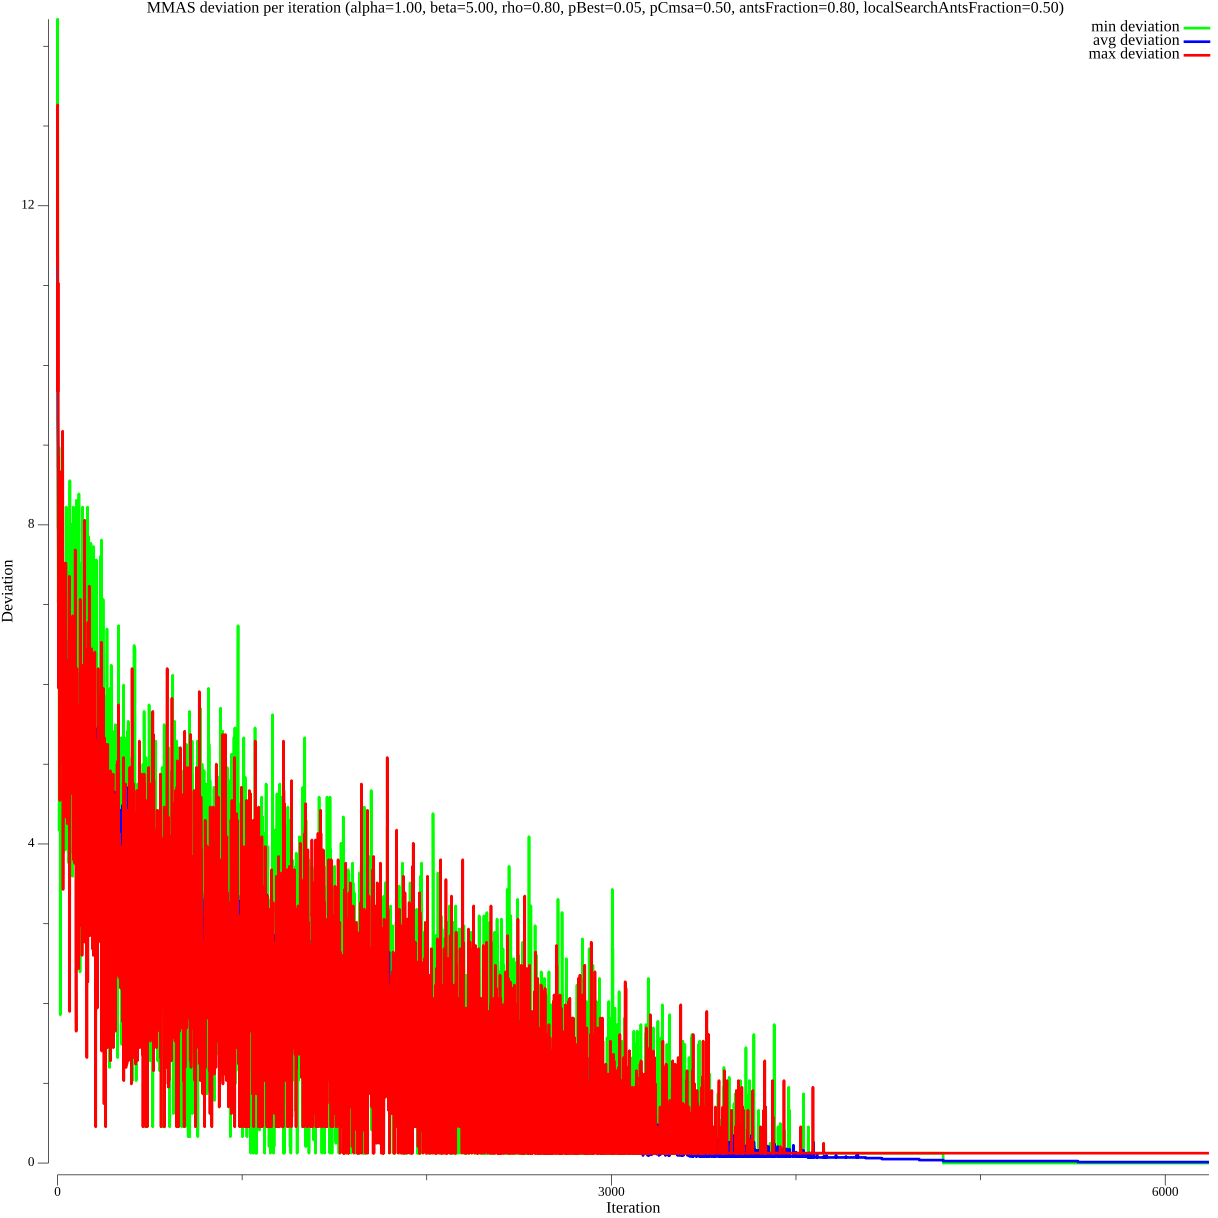 MMAS deviation per iteration (alpha=1.00, beta=5.00, rho=0.80, pBest=0.05, pCmsa=0.50, antsFraction=0.80, localSearchAntsFraction=0.50)
min deviation
avg deviation
max deviation
12
8
4
0
Deviation
0
3000
6000
Iteration